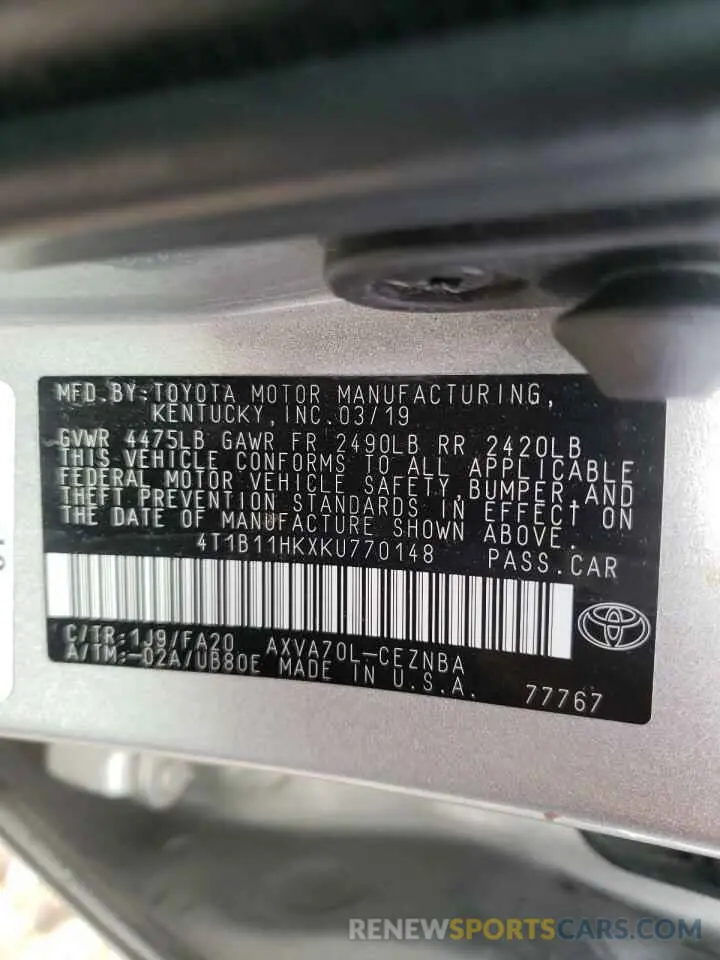 MFD.BY:TOYOTA MOTOR MANUFACTURING,
KENTUCKY,INC.03/19
GVWR 4475LB GAWR FR 2490LB RR 2420LB
THIS VEHICLE CONFORMS TO ALL APPLICABLE
FEDERAL MOTOR VEHICLE SAFETY,BUMPER,AND
THEFT PREVENTION STANDARDS IN EFFECT ON
THE DATE OF MANUFACTURE SHOWN ABOVE.
4T1B11HKXKU770148 PASS.CAR
C/TR:1J9/FA20 AXVA70L-CEZNBA
A/TM:-02A/UB80E MADE IN U.S.A. 77767
RENEWSPORTSCARS.COM